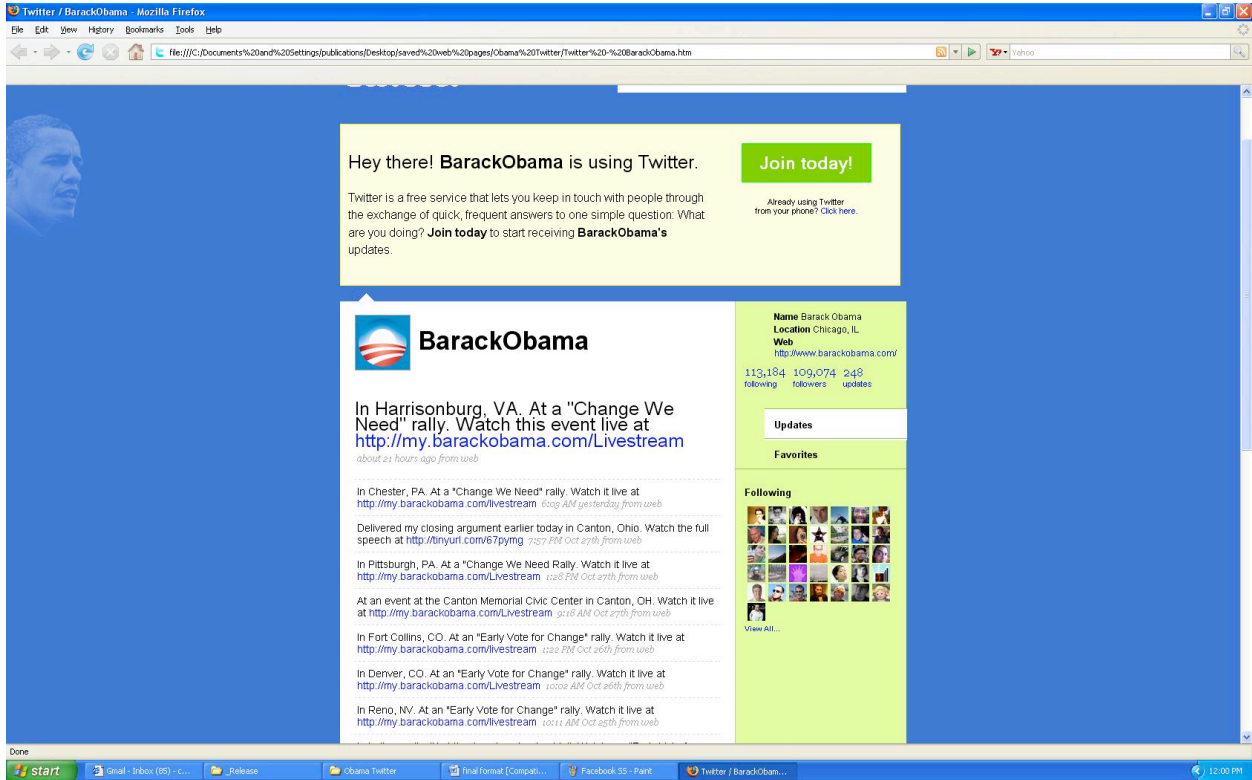 Twitter / BarackObama - Mozilla Firefox
File Edit View History Bookmarks Tools Help
file:///C:/Documents%20and%20Settings/publications/Desktop/saved%20web%20pages/Obama%20Twitter/Twitter%20-%20BarackObama.htm
Yahoo
Hey there! BarackObama is using Twitter.
Twitter is a free service that lets you keep in touch with people through
the exchange of quick, frequent answers to one simple question: What
are you doing? Join today to start receiving BarackObama's
updates.
Join today!
Already using Twitter
from your phone? Click here.
BarackObama
In Harrisonburg, VA. At a "Change We
Need" rally. Watch this event live at
http://my.barackobama.com/Livestream
about 21 hours ago from web
In Chester, PA. At a "Change We Need" rally. Watch it live at
http://my.barackobama.com/livestream 6:03 AM yesterday from web
Delivered my closing argument earlier today in Canton, Ohio. Watch the full
speech at http://tinyurl.com/67pymg 7:57 PM Oct 27th from web
In Pittsburgh, PA. At a "Change We Need Rally. Watch it live at
http://my.barackobama.com/Livestream 1:28 PM Oct 27th from web
At an event at the Canton Memorial Civic Center in Canton, OH. Watch it live
at http://my.barackobama.com/Livestream 9:18 AM Oct 27th from web
In Fort Collins, CO. At an "Early Vote for Change" rally. Watch it live at
http://my.barackobama.com/livestream 1:22 PM Oct 26th from web
In Denver, CO. At an "Early Vote for Change" rally. Watch it live at
http://my.barackobama.com/Livestream 10:02 AM Oct 26th from web
In Reno, NV. At an "Early Vote for Change" rally. Watch it live at
http://my.barackobama.com/livestream 10:11 AM Oct 25th from web
Name Barack Obama
Location Chicago, IL
Web
http://www.barackobama.com/
113,184 109,074 248
following followers updates
Updates
Favorites
Following
View All...
Done
start
Gmail - Inbox (85) - c...
_Release
Obama Twitter
final format [Compati...
Facebook SS - Paint
Twitter / BarackObam...
12:00 PM